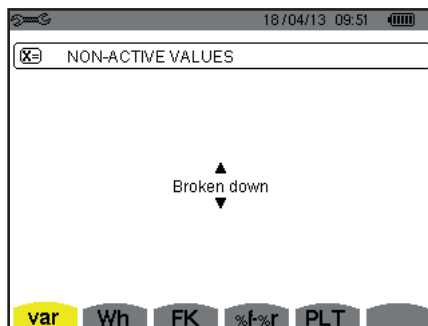 18/04/13 09:51
X= NON-ACTIVE VALUES
Broken down
var Wh FK %f-%r PLT